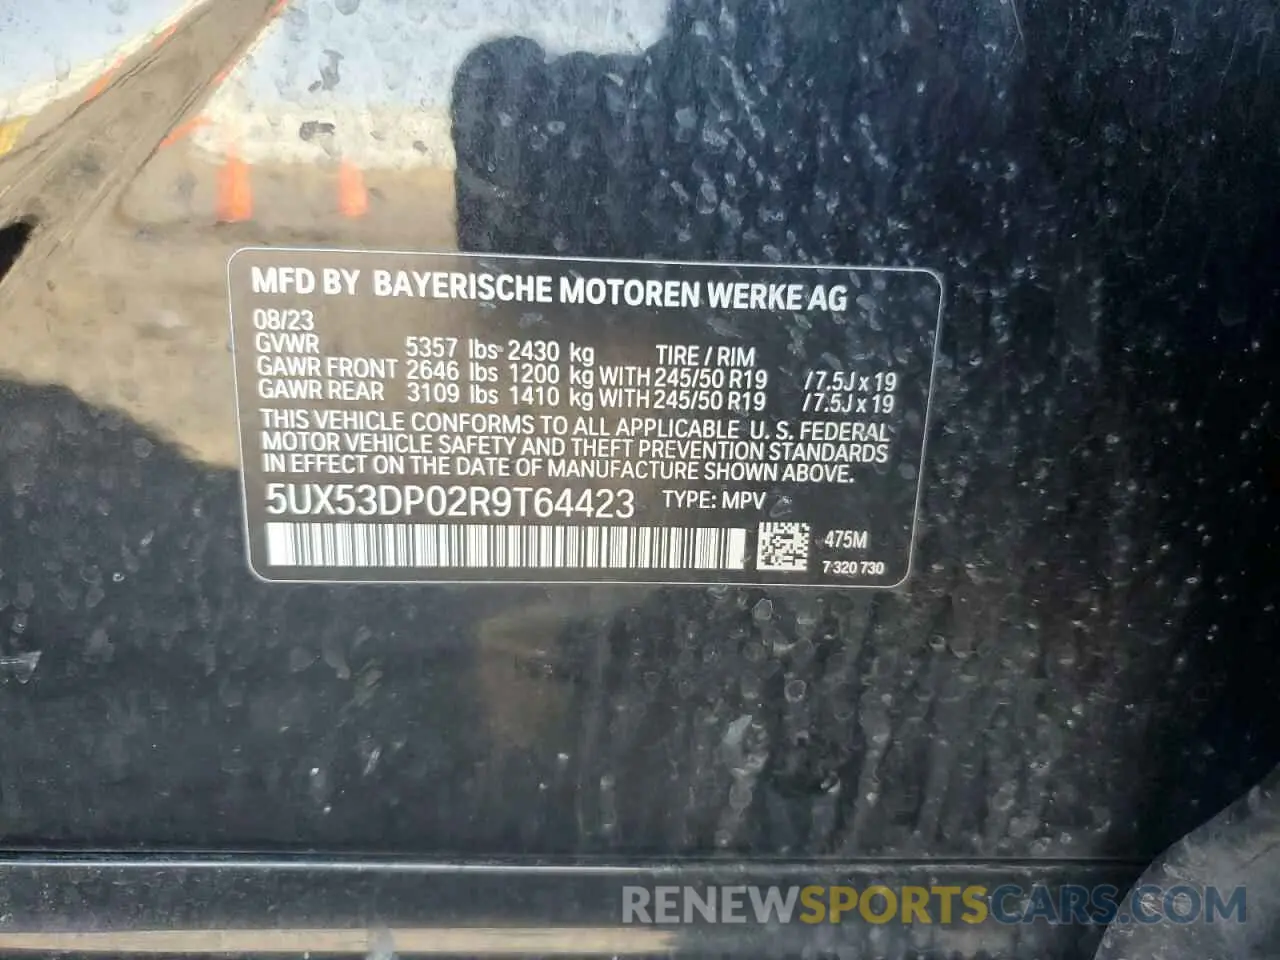 MFD BY BAYERISCHE MOTOREN WERKE AG
08/23
GVWR 5357 lbs 2430 kg TIRE / RIM
GAWR FRONT 2646 lbs 1200 kg WITH 245/50 R19 /7.5J x 19
GAWR REAR 3109 lbs 1410 kg WITH 245/50 R19 /7.5J x 19
THIS VEHICLE CONFORMS TO ALL APPLICABLE U. S. FEDERAL
MOTOR VEHICLE SAFETY AND THEFT PREVENTION STANDARDS
IN EFFECT ON THE DATE OF MANUFACTURE SHOWN ABOVE.
5UX53DP02R9T64423 TYPE: MPV
475M
7 320 730
RENEWSPORTSCARS.COM